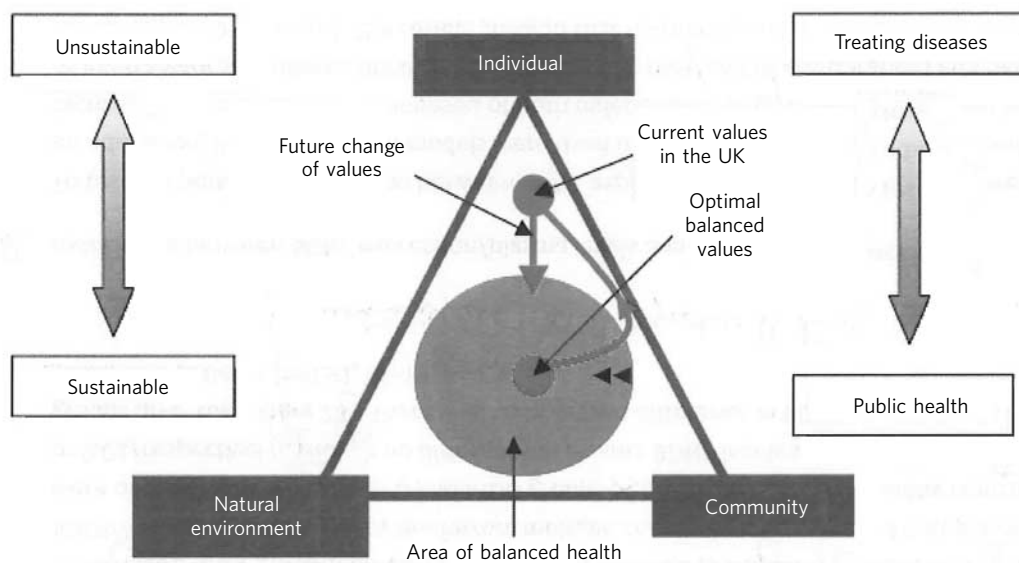 Unsustainable
Individual
Treating diseases
Future change
of values
Current values
in the UK
Optimal
balanced
values
Sustainable
Public health
Natural
environment
Community
Area of balanced health